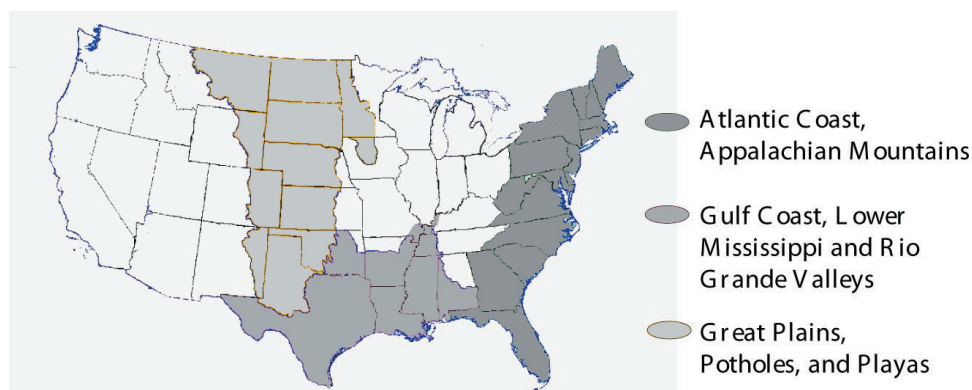 Atlantic Coast,
Appalachian Mountains
Gulf Coast, Lower
Mississippi and Rio
Grande Valleys
Great Plains,
Potholes, and Playas